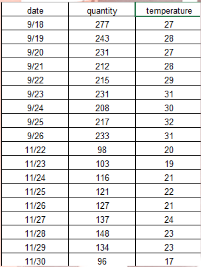 date quantity temperature
9/18 277 27
9/19 243 28
9/20 231 27
9/21 212 28
9/22 215 29
9/23 231 31
9/24 208 30
9/25 217 32
9/26 233 31
11/22 98 20
11/23 103 19
11/24 116 21
11/25 121 22
11/26 127 21
11/27 137 24
11/28 148 23
11/29 134 23
11/30 96 17